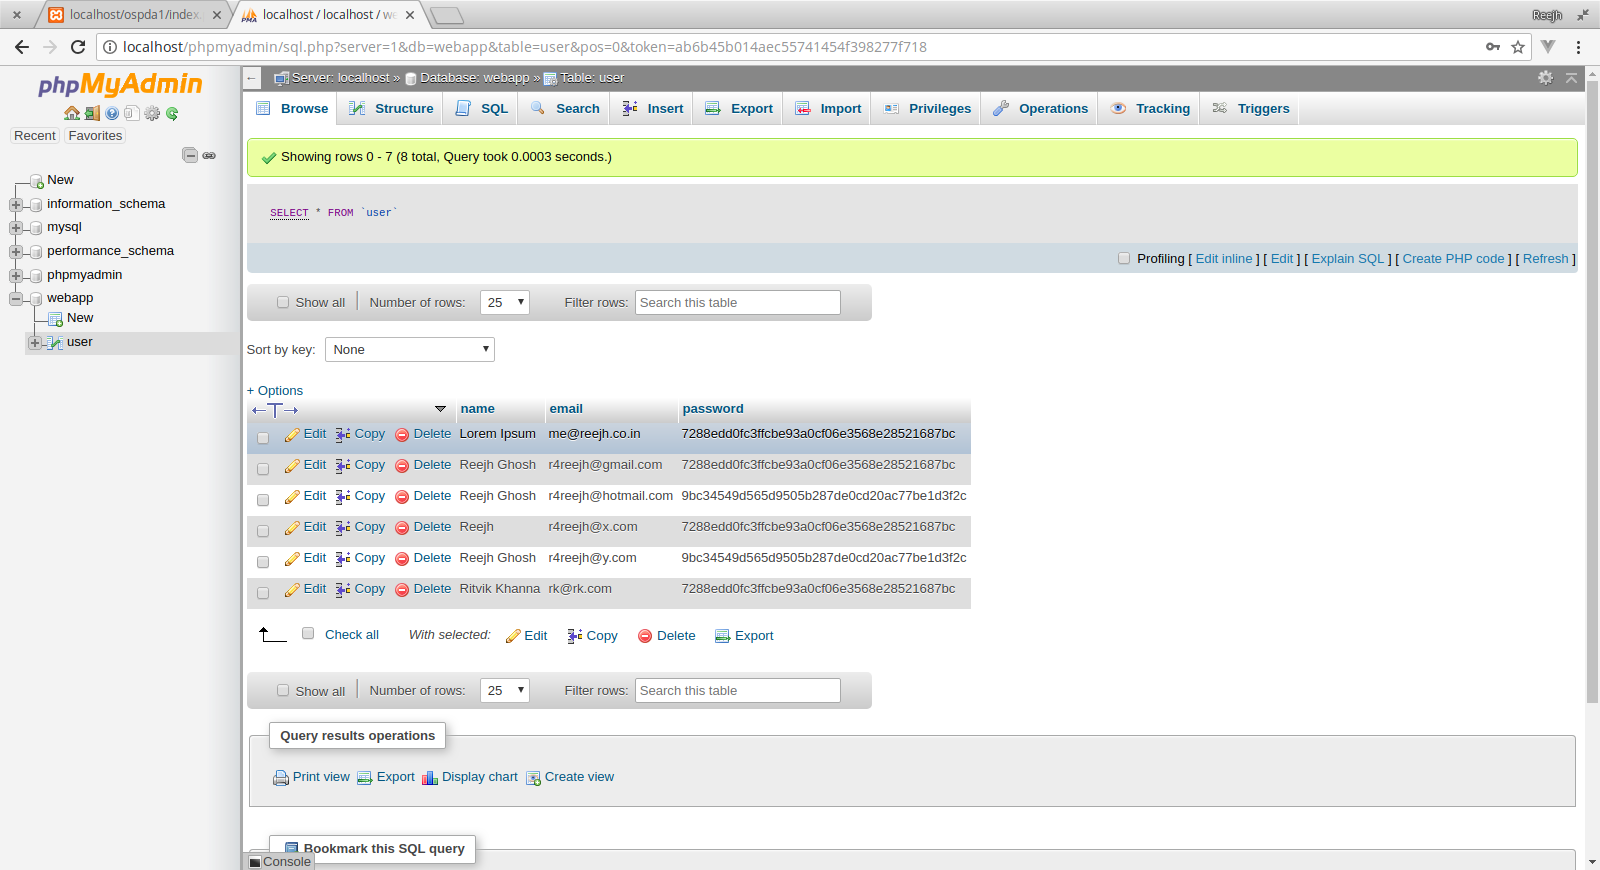 localhost/ospda1/index.
localhost / localhost / we
Reejh
localhost/phpmyadmin/sql.php?server=1&db=webapp&table=user&pos=0&token=ab6b45b014aec55741454f398277f718
phpMyAdmin
Recent
Favorites
New
information_schema
mysql
performance_schema
phpmyadmin
webapp
New
user
Server: localhost » Database: webapp » Table: user
Browse Structure SQL Search Insert Export Import Privileges Operations Tracking Triggers
Showing rows 0 - 7 (8 total, Query took 0.0003 seconds.)
SELECT * FROM `user`
Profiling [ Edit inline ] [ Edit ] [ Explain SQL ] [ Create PHP code ] [ Refresh ]
Show all Number of rows: 25 Filter rows: Search this table
Sort by key: None
+ Options
name email password
Edit Copy Delete Lorem Ipsum me@reejh.co.in 7288edd0fc3ffcbe93a0cf06e3568e28521687bc
Edit Copy Delete Reejh Ghosh r4reejh@gmail.com 7288edd0fc3ffcbe93a0cf06e3568e28521687bc
Edit Copy Delete Reejh Ghosh r4reejh@hotmail.com 9bc34549d565d9505b287de0cd20ac77be1d3f2c
Edit Copy Delete Reejh r4reejh@x.com 7288edd0fc3ffcbe93a0cf06e3568e28521687bc
Edit Copy Delete Reejh Ghosh r4reejh@y.com 9bc34549d565d9505b287de0cd20ac77be1d3f2c
Edit Copy Delete Ritvik Khanna rk@rk.com 7288edd0fc3ffcbe93a0cf06e3568e28521687bc
Check all With selected: Edit Copy Delete Export
Show all Number of rows: 25 Filter rows: Search this table
Query results operations
Print view Export Display chart Create view
Bookmark this SQL query
Console